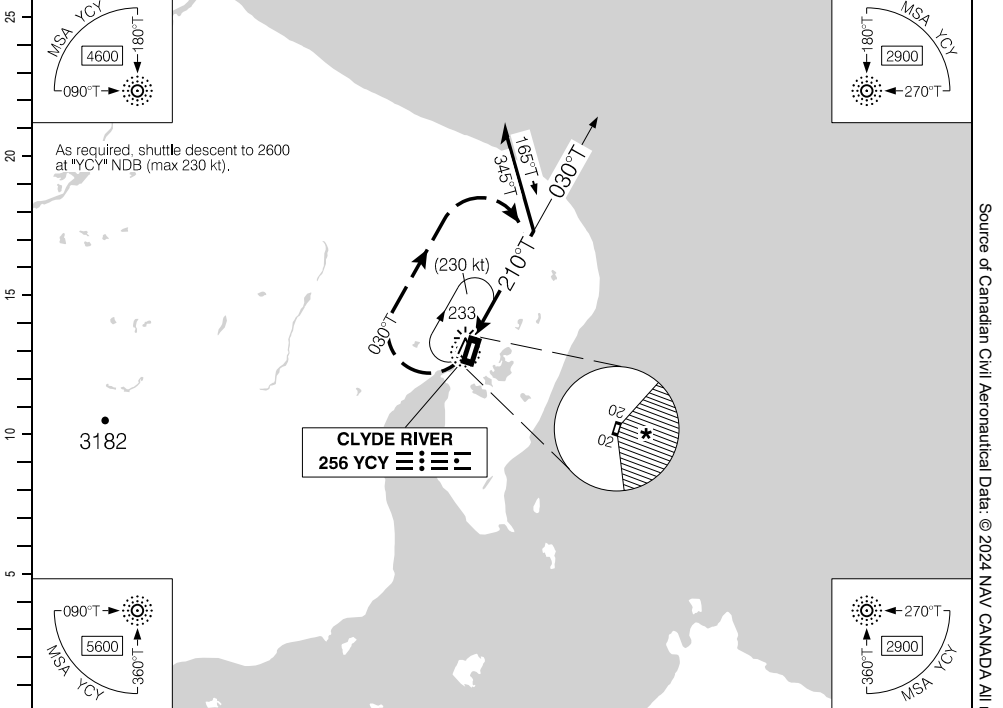 25
20
15
10
5
MSA YCY
180°T
4600
090°T
MSA YCY
180°T
2900
270°T
As required, shuttle descent to 2600
at "YCY" NDB (max 230 kt).
165°T
345°T
030°T
210°T
(230 kt)
233
030°T
3182
CLYDE RIVER
256 YCY
20
02
*
090°T
5600
360°T
MSA YCY
270°T
2900
360°T
MSA YCY
Source of Canadian Civil Aeronautical Data: © 2024 NAV CANADA All